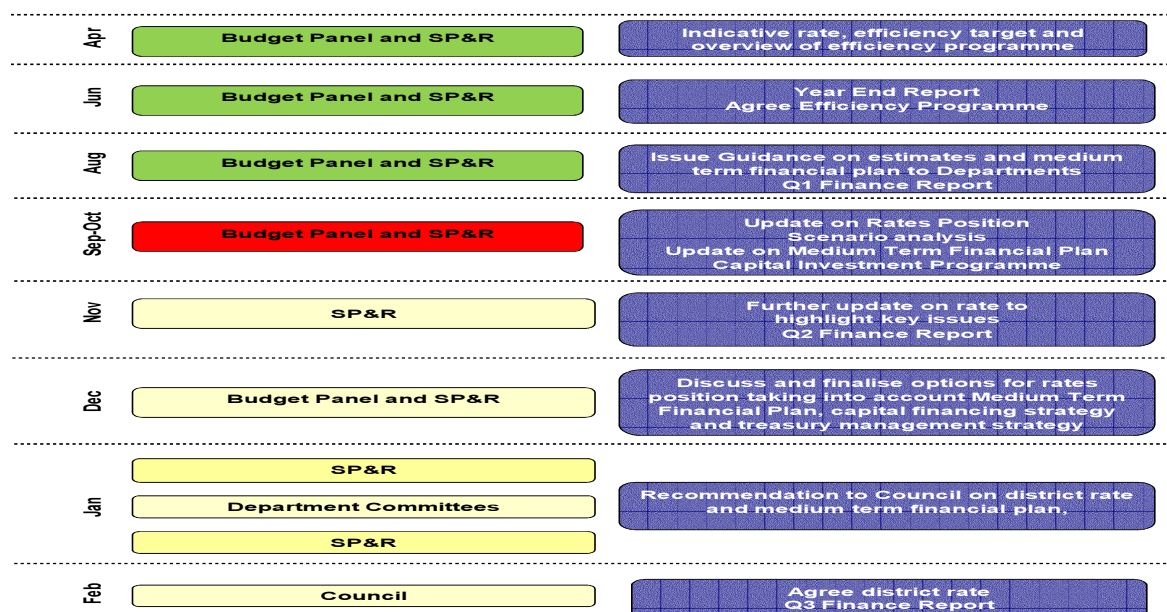 Apr
Budget Panel and SP&R
Indicative rate, efficiency target and
overview of efficiency programme
Jun
Budget Panel and SP&R
Year End Report
Agree Efficiency Programme
Aug
Budget Panel and SP&R
Issue Guidance on estimates and medium
term financial plan to Departments
Q1 Finance Report
Sep-Oct
Budget Panel and SP&R
Update on Rates Position
Scenario analysis
Update on Medium Term Financial Plan
Capital Investment Programme
Nov
SP&R
Further update on rate to
highlight key issues
Q2 Finance Report
Dec
Budget Panel and SP&R
Discuss and finalise options for rates
position taking into account Medium Term
Financial Plan, capital financing strategy
and treasury management strategy
Jan
SP&R
Department Committees
SP&R
Recommendation to Council on district rate
and medium term financial plan.
Feb
Council
Agree district rate
Q3 Finance Report